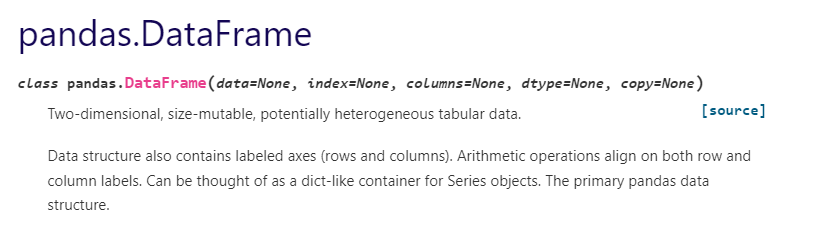 pandas.DataFrame
class pandas.DataFrame(data=None, index=None, columns=None, dtype=None, copy=None)
Two-dimensional, size-mutable, potentially heterogeneous tabular data.
[source]
Data structure also contains labeled axes (rows and columns). Arithmetic operations align on both row and
column labels. Can be thought of as a dict-like container for Series objects. The primary pandas data
structure.